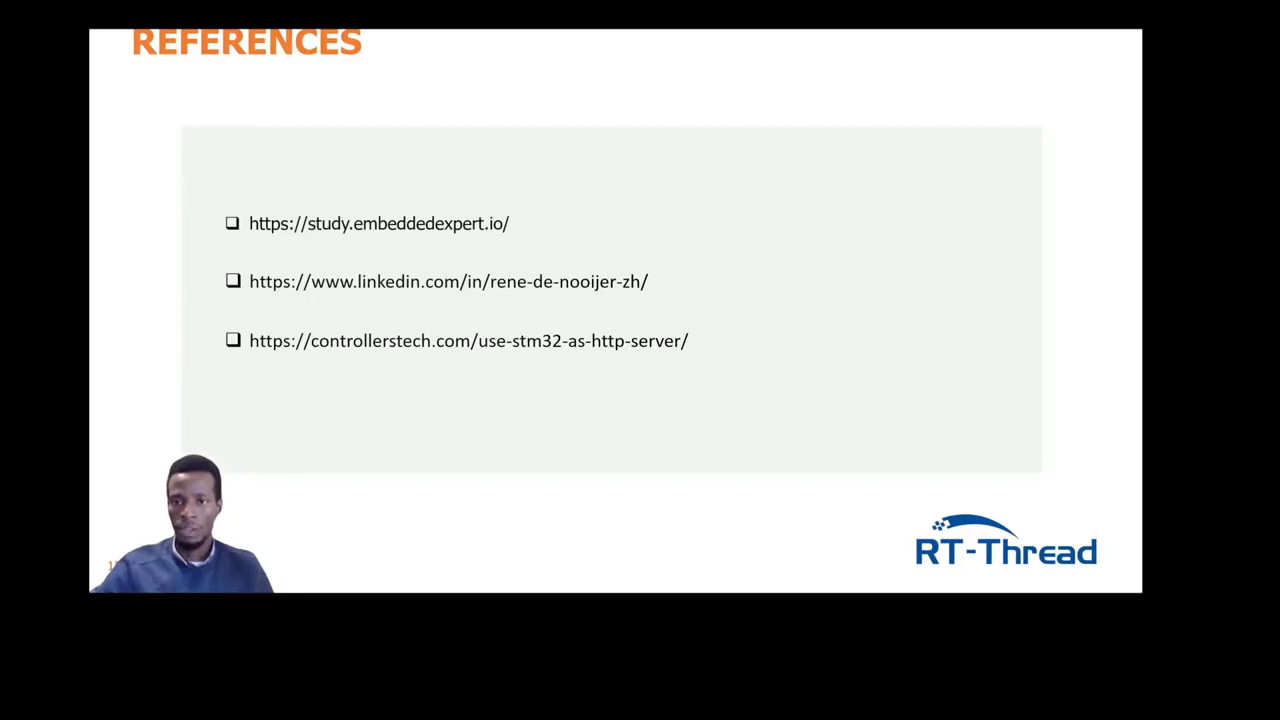 REFERENCES
https://study.embeddedexpert.io/
https://www.linkedin.com/in/rene-de-nooijer-zh/
https://controllerstech.com/use-stm32-as-http-server/
RT-Thread